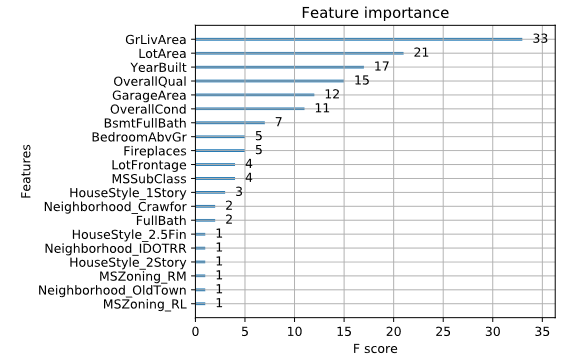 Feature importance
GrLivArea 33
LotArea 21
YearBuilt 17
OverallQual 15
GarageArea 12
OverallCond 11
BsmtFullBath 7
BedroomAbvGr 5
Fireplaces 5
LotFrontage 4
MSSubClass 4
HouseStyle_1Story 3
Neighborhood_Crawfor 2
FullBath 2
HouseStyle_2.5Fin 1
Neighborhood_IDOTRR 1
HouseStyle_2Story 1
MSZoning_RM 1
Neighborhood_OldTown 1
MSZoning_RL 1
Features
0 5 10 15 20 25 30 35
F score